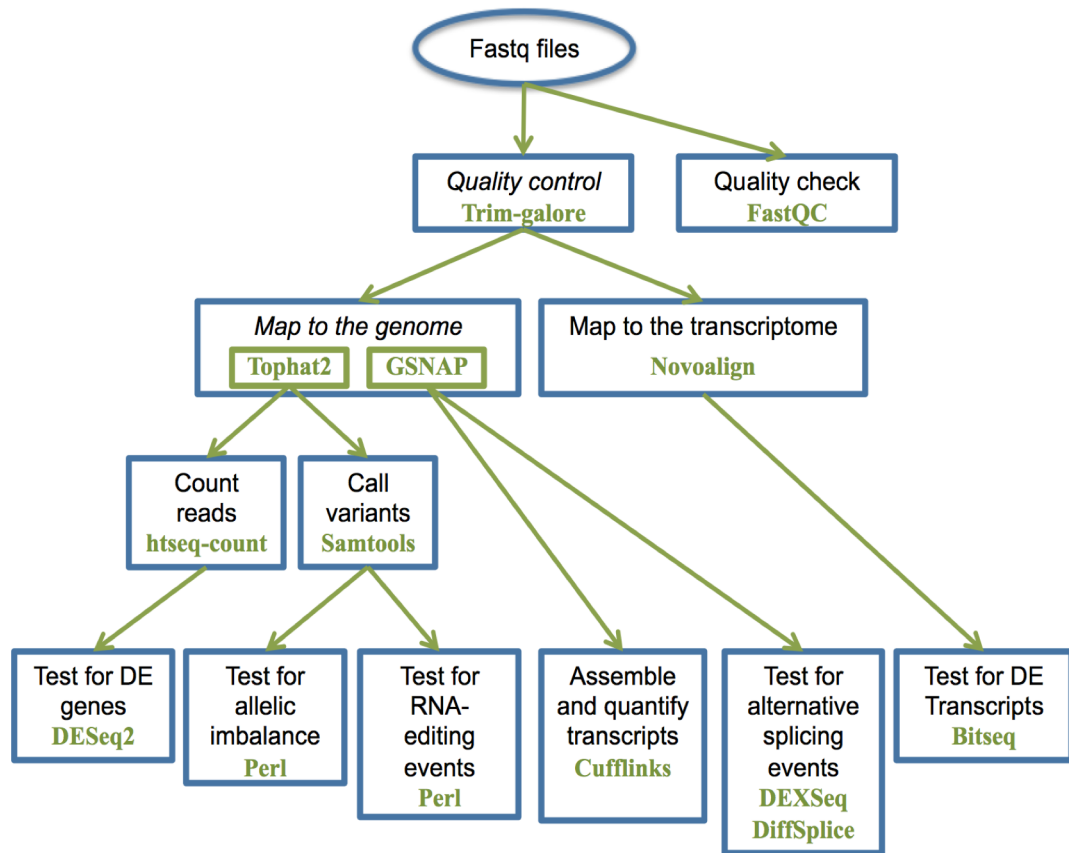 Fastq files
Quality control
Trim-galore
Quality check
FastQC
Map to the genome
Tophat2
GSNAP
Map to the transcriptome
Novoalign
Count
reads
htseq-count
Call
variants
Samtools
Test for DE
genes
DESeq2
Test for
allelic
imbalance
Perl
Test for
RNA-
editing
events
Perl
Assemble
and quantify
transcripts
Cufflinks
Test for
alternative
splicing
events
DEXSeq
DiffSplice
Test for DE
Transcripts
Bitseq